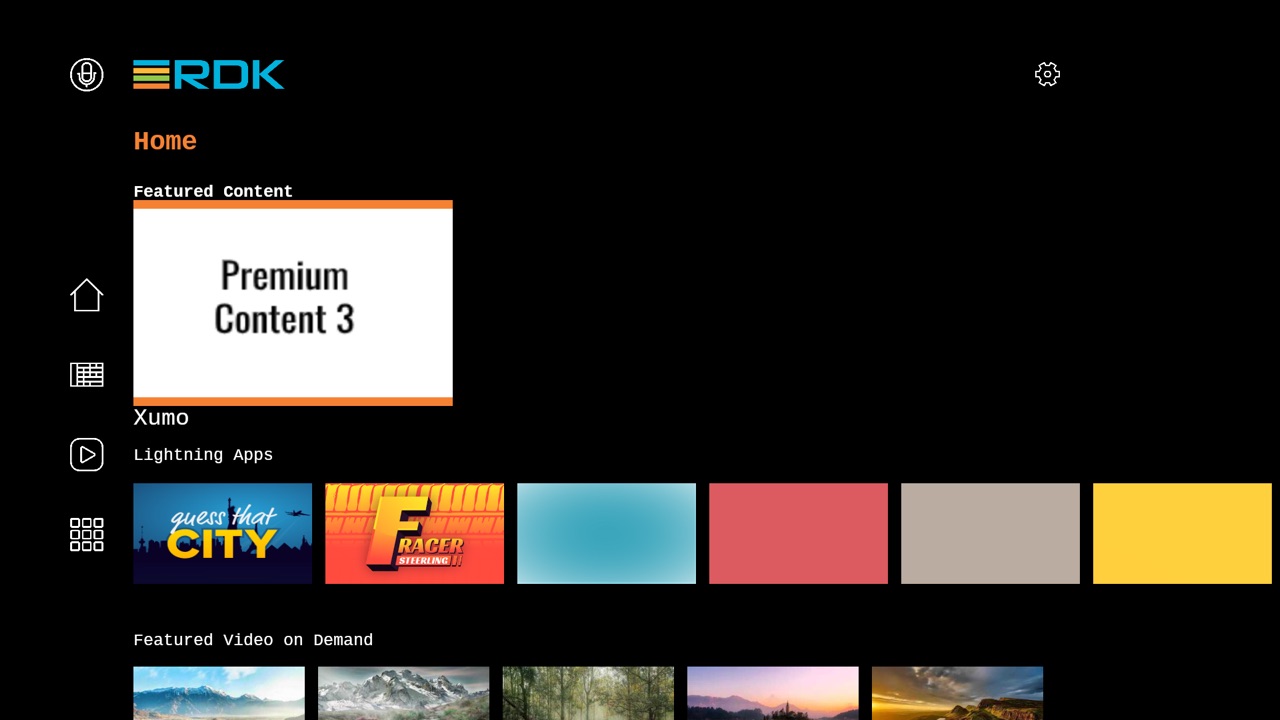 RDK
Home
Featured Content
Premium
Content 3
Xumo
Lightning Apps
guess that
CITY
F
RACER
STEERLING
Featured Video on Demand